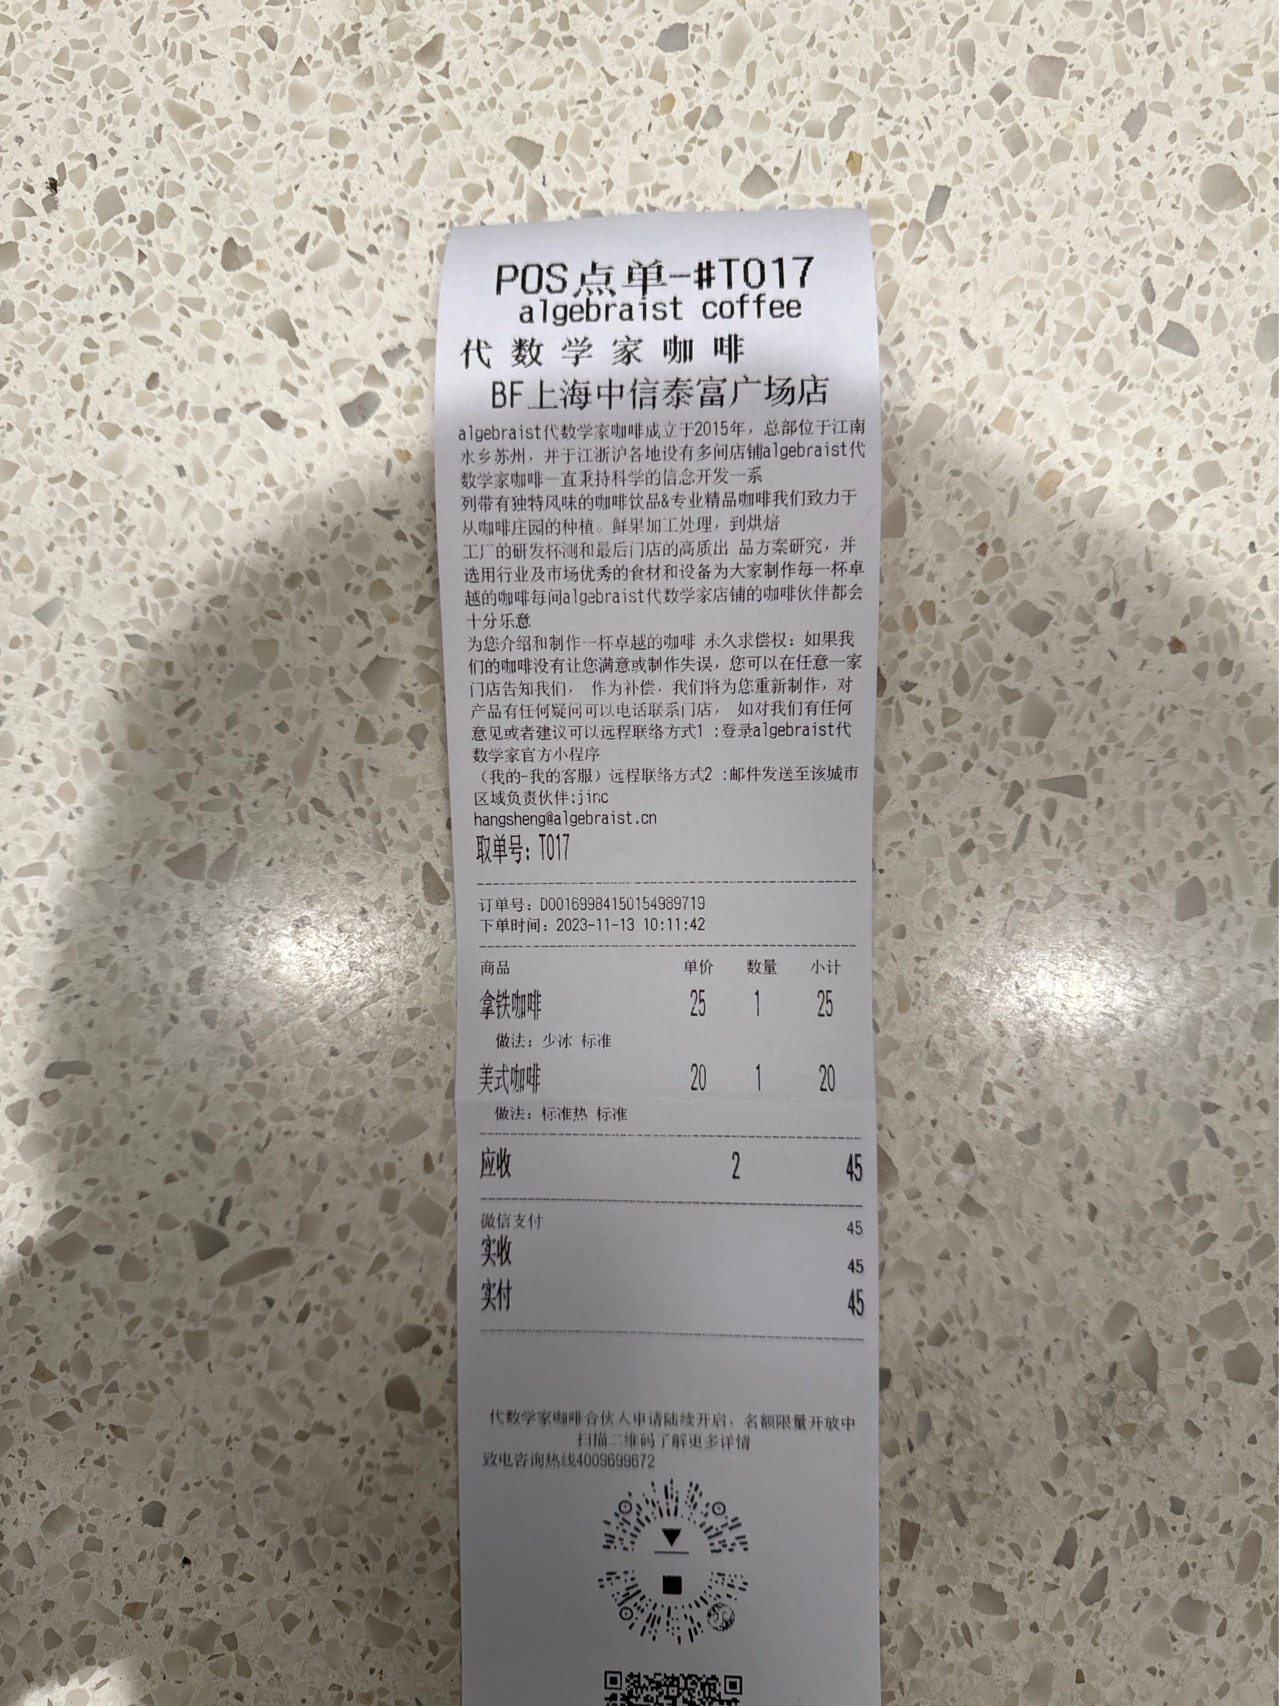 POS点单-#T017
algebraist coffee
代数学家咖啡
BF上海中信泰富广场店
algebraist代数学家咖啡成立于2015年，总部位于江南
水乡苏州，并于江浙沪各地设有多间店铺algebraist代
数学家咖啡一直秉持科学的信念开发一系
列带有独特风味的咖啡饮品&专业精品咖啡我们致力于
从咖啡庄园的种植。鲜果加工处理，到烘焙
工厂的研发杯测和最后门店的高质出 品方案研究，并
选用行业及市场优秀的食材和设备为大家制作每一杯卓
越的咖啡每间algebraist代数学家店铺的咖啡伙伴都会
十分乐意
为您介绍和制作一杯卓越的咖啡 永久求偿权：如果我
们的咖啡没有让您满意或制作失误，您可以在任意一家
门店告知我们， 作为补偿，我们将为您重新制作，对
产品有任何疑问可以电话联系门店， 如对我们有任何
意见或者建议可以远程联络方式1 :登录algebraist代
数学家官方小程序
（我的-我的客服）远程联络方式2 :邮件发送至该城市
区域负责伙伴:jinc
hangsheng@algebraist.cn
取单号：T017
订单号：D00169984150154989719
下单时间：2023-11-13 10:11:42
商品 单价 数量 小计
拿铁咖啡 25 1 25
做法：少冰 标准
美式咖啡 20 1 20
做法：标准热 标准
应收 2 45
微信支付 45
实收 45
实付 45
代数学家咖啡合伙人申请陆续开启，名额限量开放中
扫描二维码了解更多详情
致电咨询热线4009699672